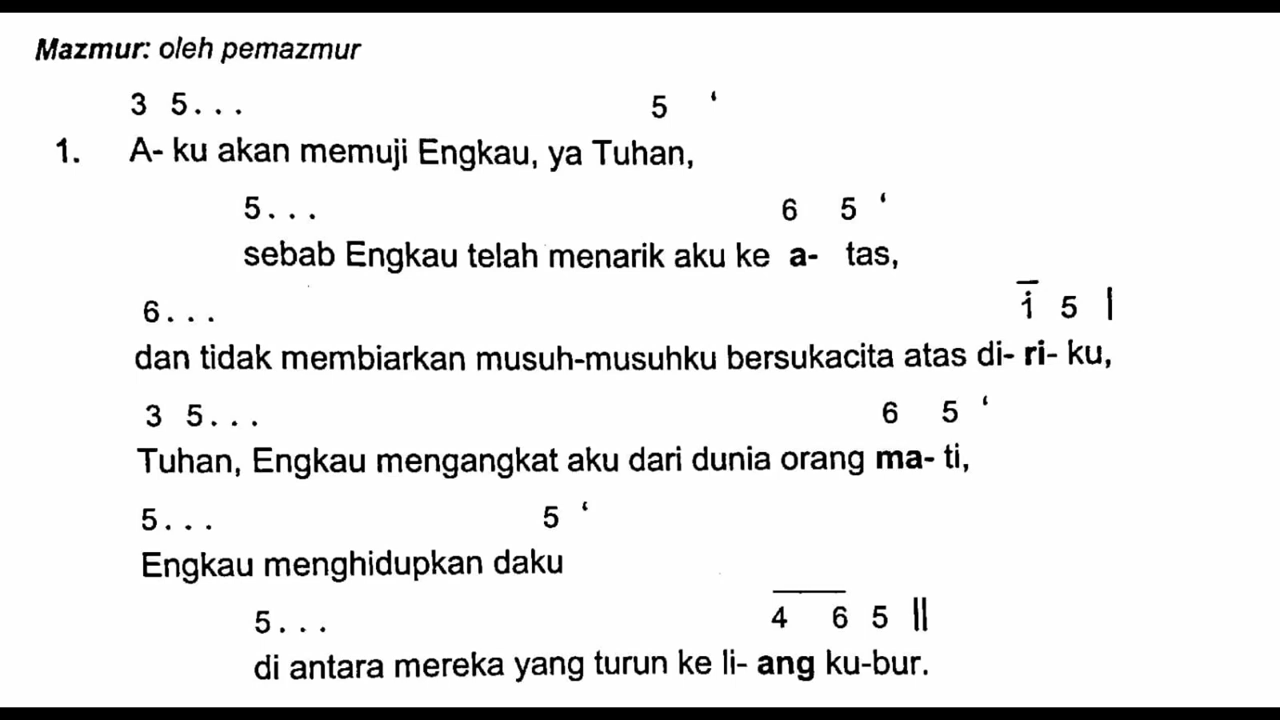 Mazmur: oleh pemazmur
3 5... 5 ‘
1. A- ku akan memuji Engkau, ya Tuhan,
5... 6 5 ‘
sebab Engkau telah menarik aku ke a- tas,
6... i̅ 5 |
dan tidak membiarkan musuh-musuhku bersukacita atas di- ri- ku,
3 5... 6 5 ‘
Tuhan, Engkau mengangkat aku dari dunia orang ma- ti,
5... 5 ‘
Engkau menghidupkan daku
5... 4 6 5 ||
di antara mereka yang turun ke li- ang ku-bur.